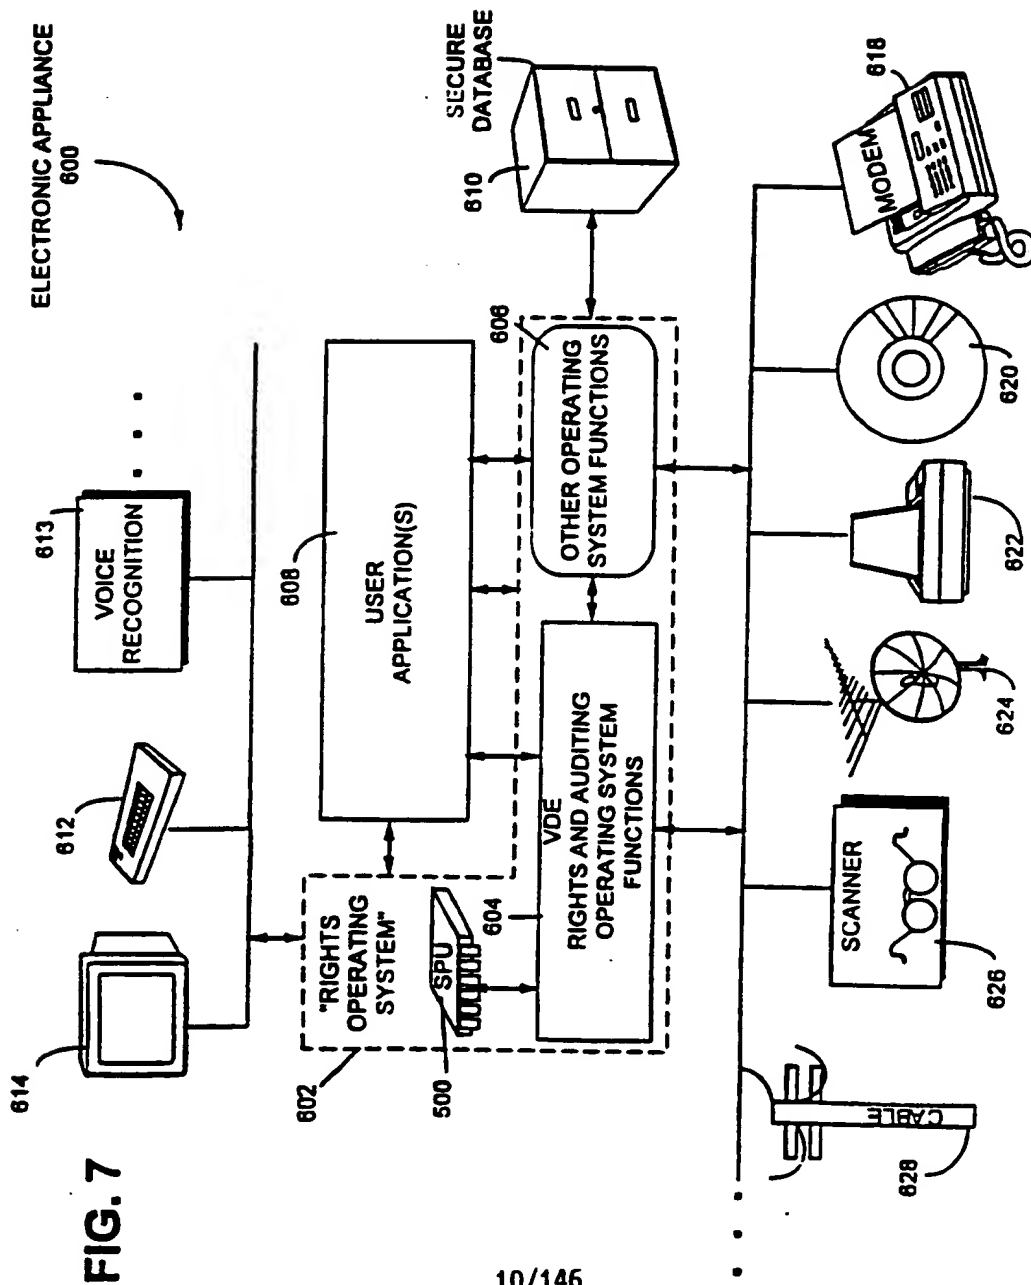 FIG. 7
ELECTRONIC APPLIANCE
600
614
612
613
VOICE
RECOGNITION
602
"RIGHTS
OPERATING
SYSTEM"
608
USER
APPLICATION(S)
500
SPU
604
VDE
RIGHTS AND AUDITING
OPERATING SYSTEM
FUNCTIONS
606
OTHER OPERATING
SYSTEM FUNCTIONS
610
SECURE
DATABASE
628
CABLE
SCANNER
626
624
622
620
MODEM
618
10/146